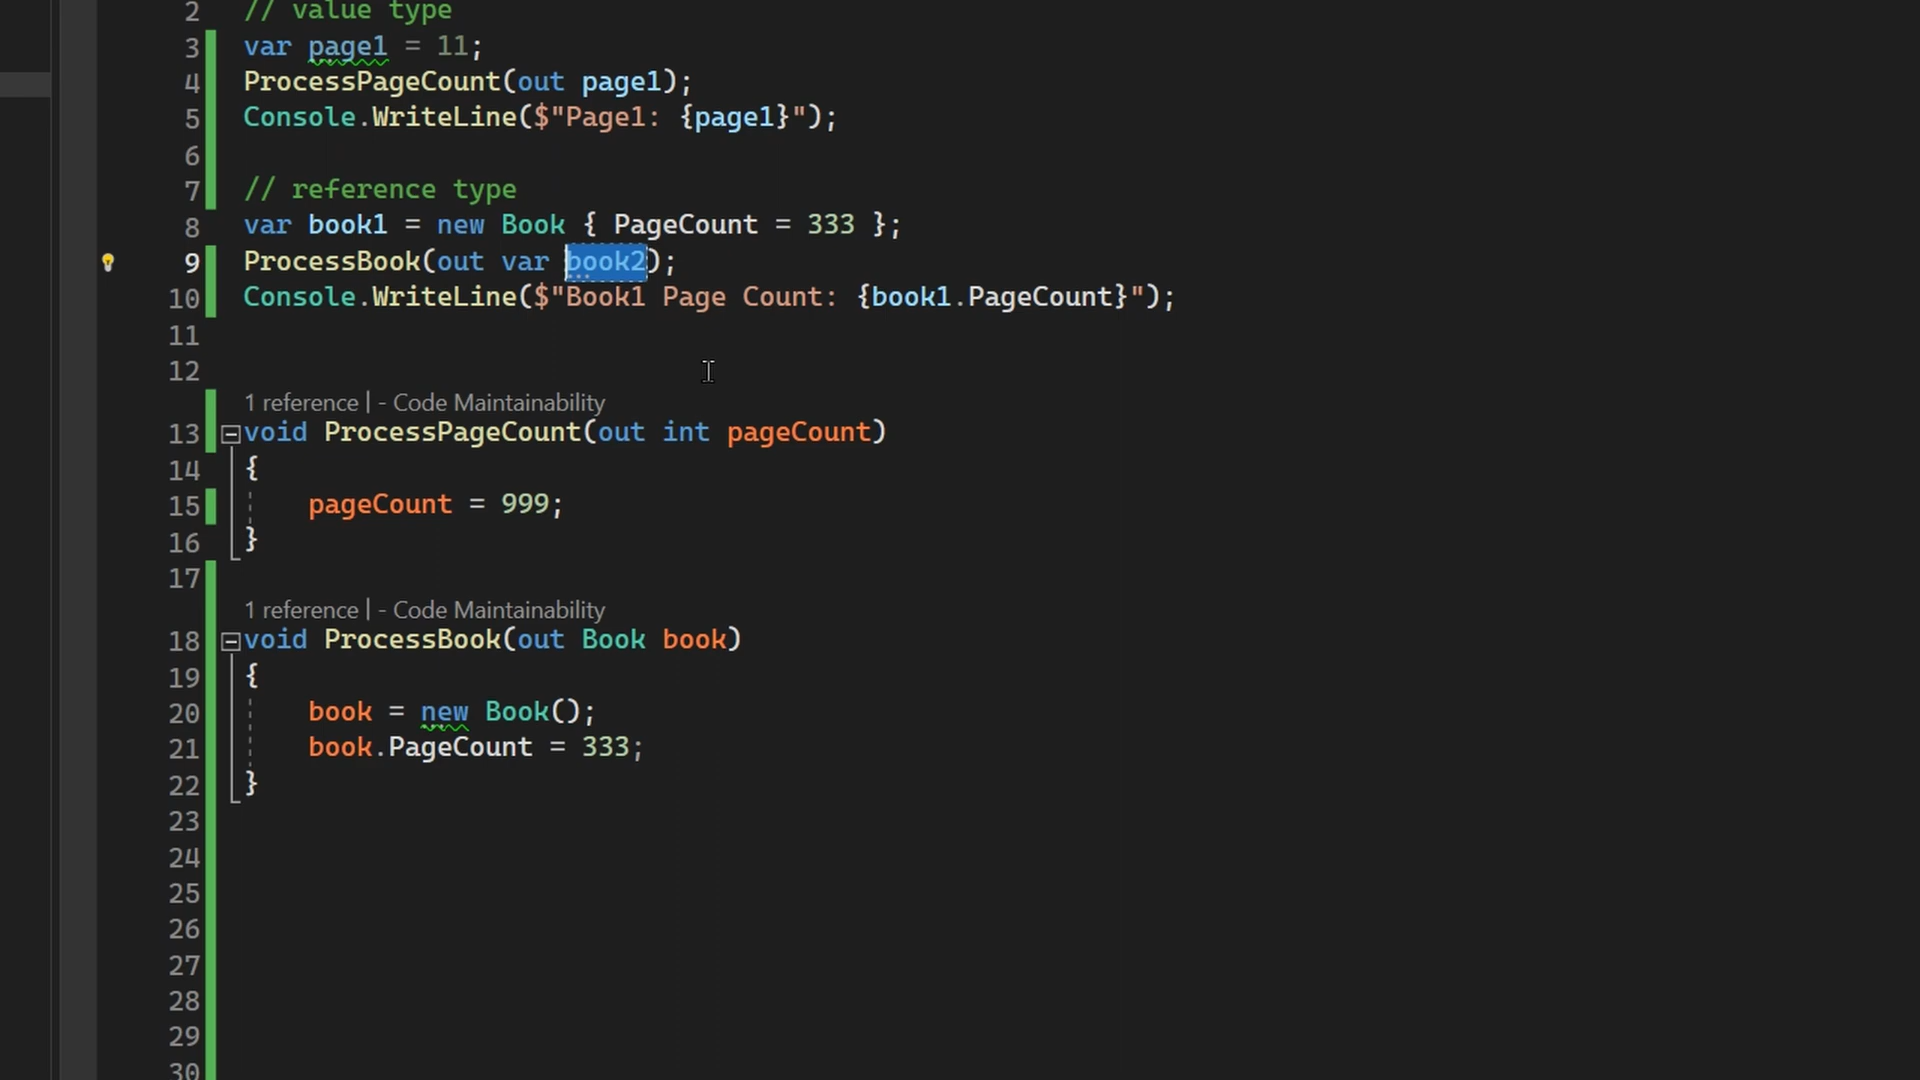 2 // value type
3 var page1 = 11;
4 ProcessPageCount(out page1);
5 Console.WriteLine($"Page1: {page1}");
6
7 // reference type
8 var book1 = new Book { PageCount = 333 };
9 ProcessBook(out var book2);
10 Console.WriteLine($"Book1 Page Count: {book1.PageCount}");
11
12
1 reference | - Code Maintainability
13 void ProcessPageCount(out int pageCount)
14 {
15 pageCount = 999;
16 }
17
1 reference | - Code Maintainability
18 void ProcessBook(out Book book)
19 {
20 book = new Book();
21 book.PageCount = 333;
22 }
23
24
25
26
27
28
29
30